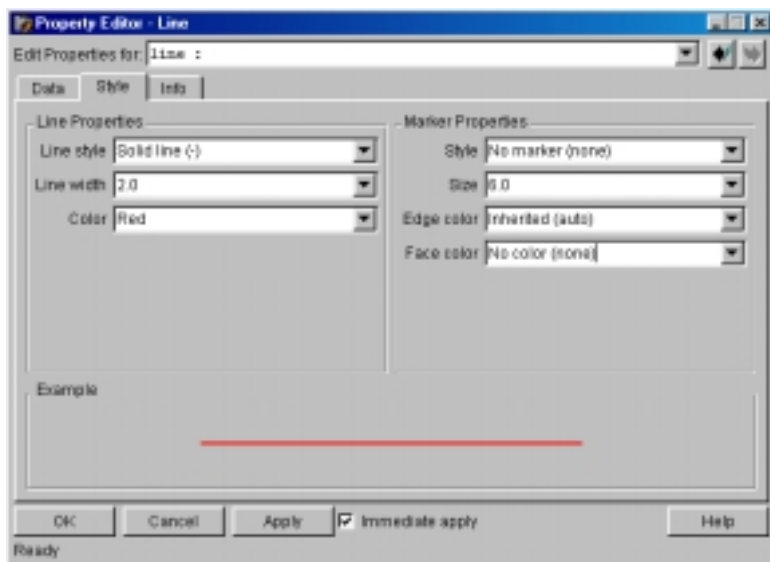 Property Editor - Line
Edit Properties for: line :
Data Style Info
Line Properties
Line style Solid line (-)
Line width 2.0
Color Red
Marker Properties
Style No marker (none)
Size 6.0
Edge color Inherited (auto)
Face color No color (none)
Example
OK Cancel Apply Immediate apply Help
Ready